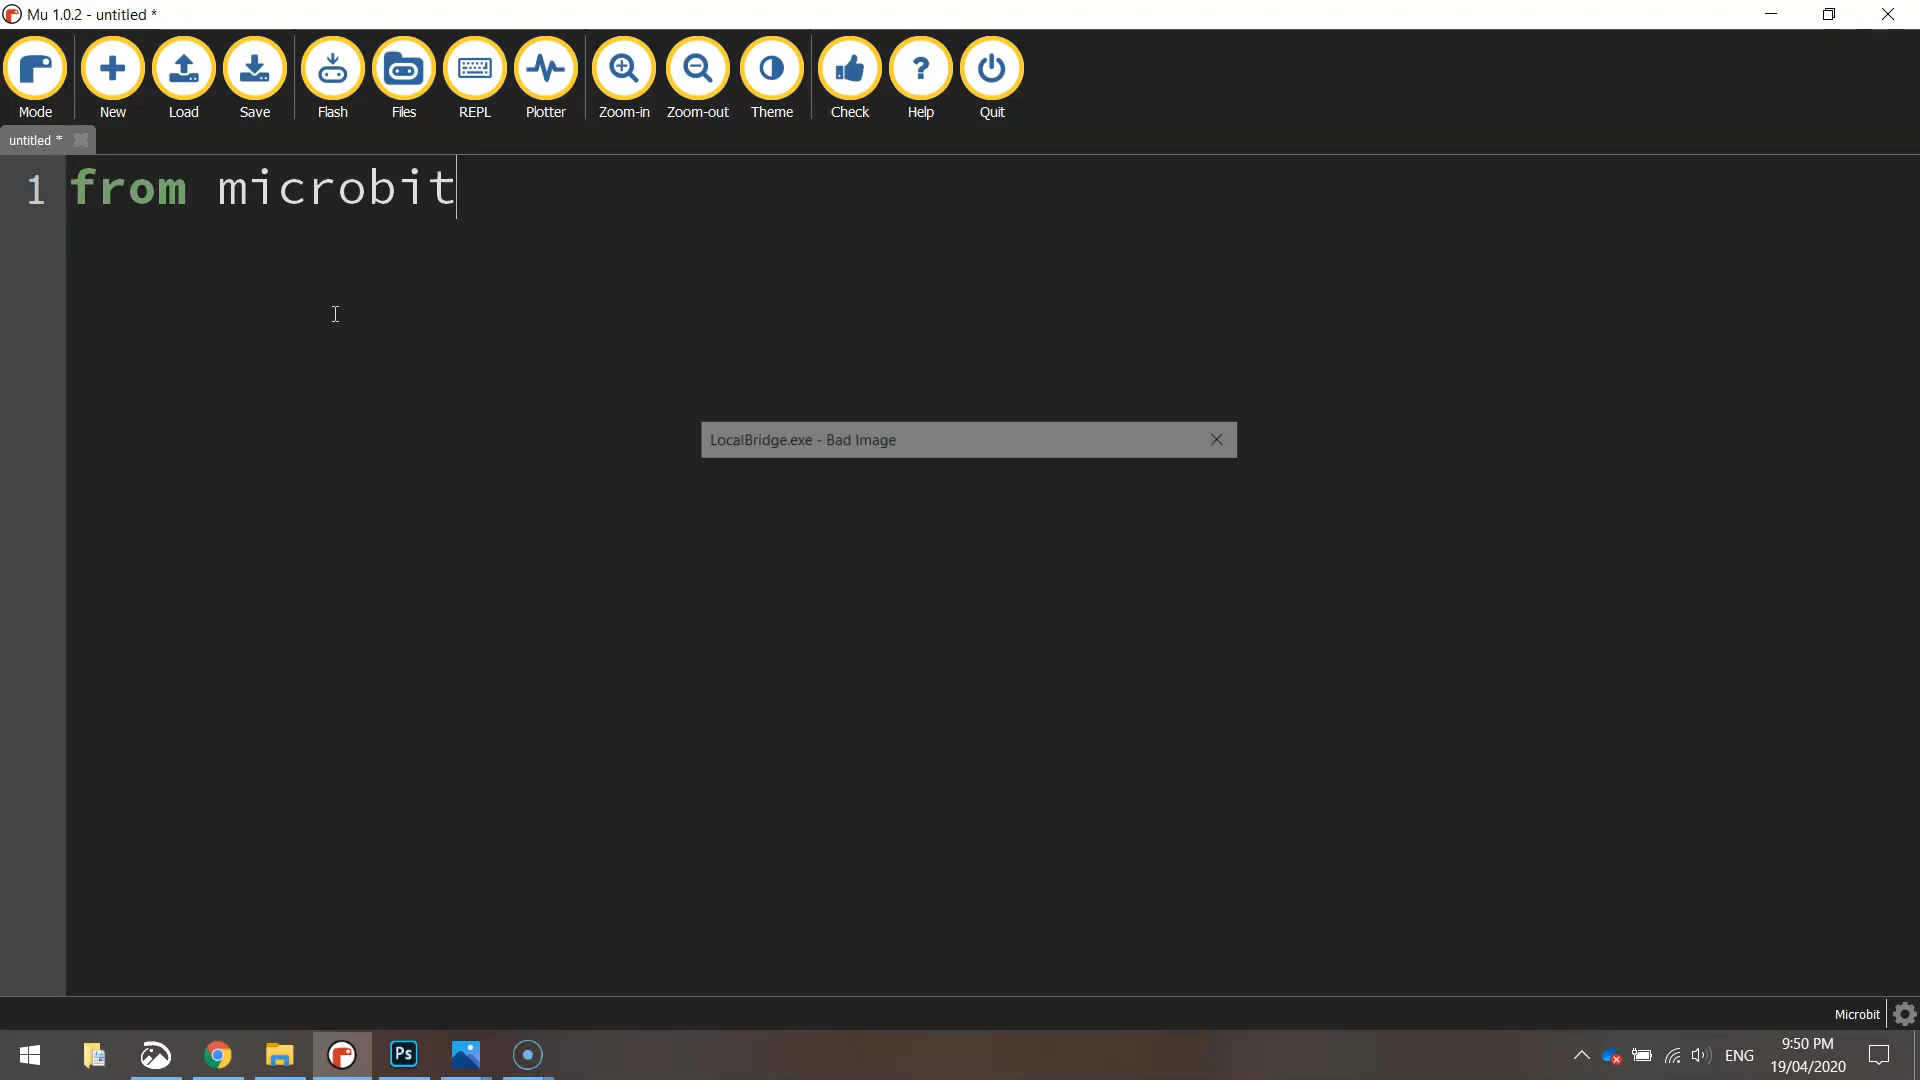 Mu 1.0.2 - untitled *
Mode New Load Save Flash Files REPL Plotter Zoom-in Zoom-out Theme Check Help Quit
untitled *
1 from microbit
LocalBridge.exe - Bad Image
Microbit
Ps
ENG
9:50 PM
19/04/2020